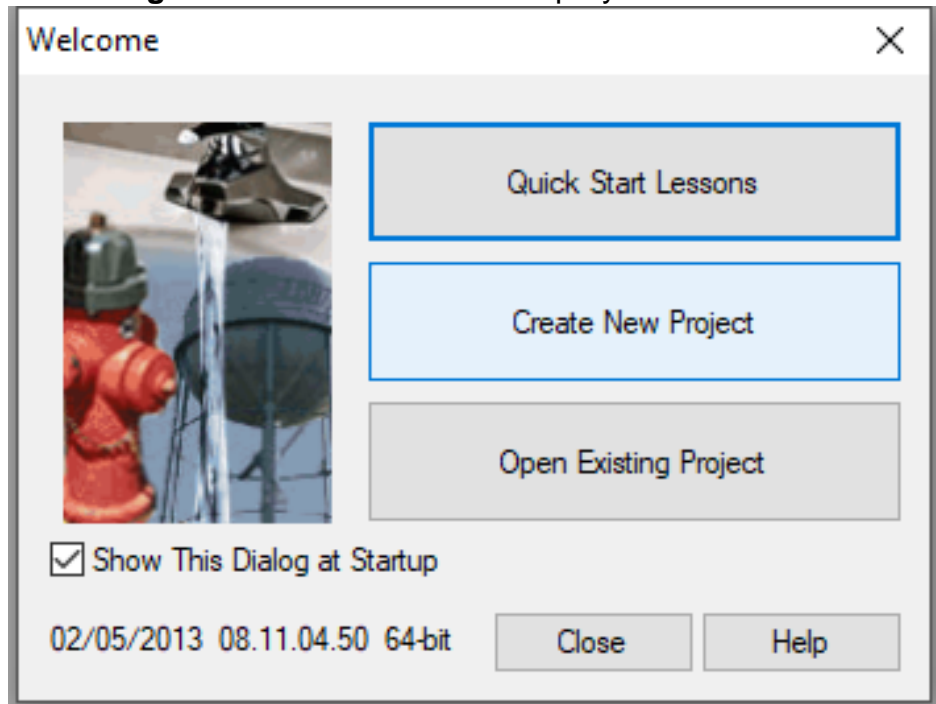 Welcome
Quick Start Lessons
Create New Project
Open Existing Project
Show This Dialog at Startup
02/05/2013 08.11.04.50 64-bit
Close
Help